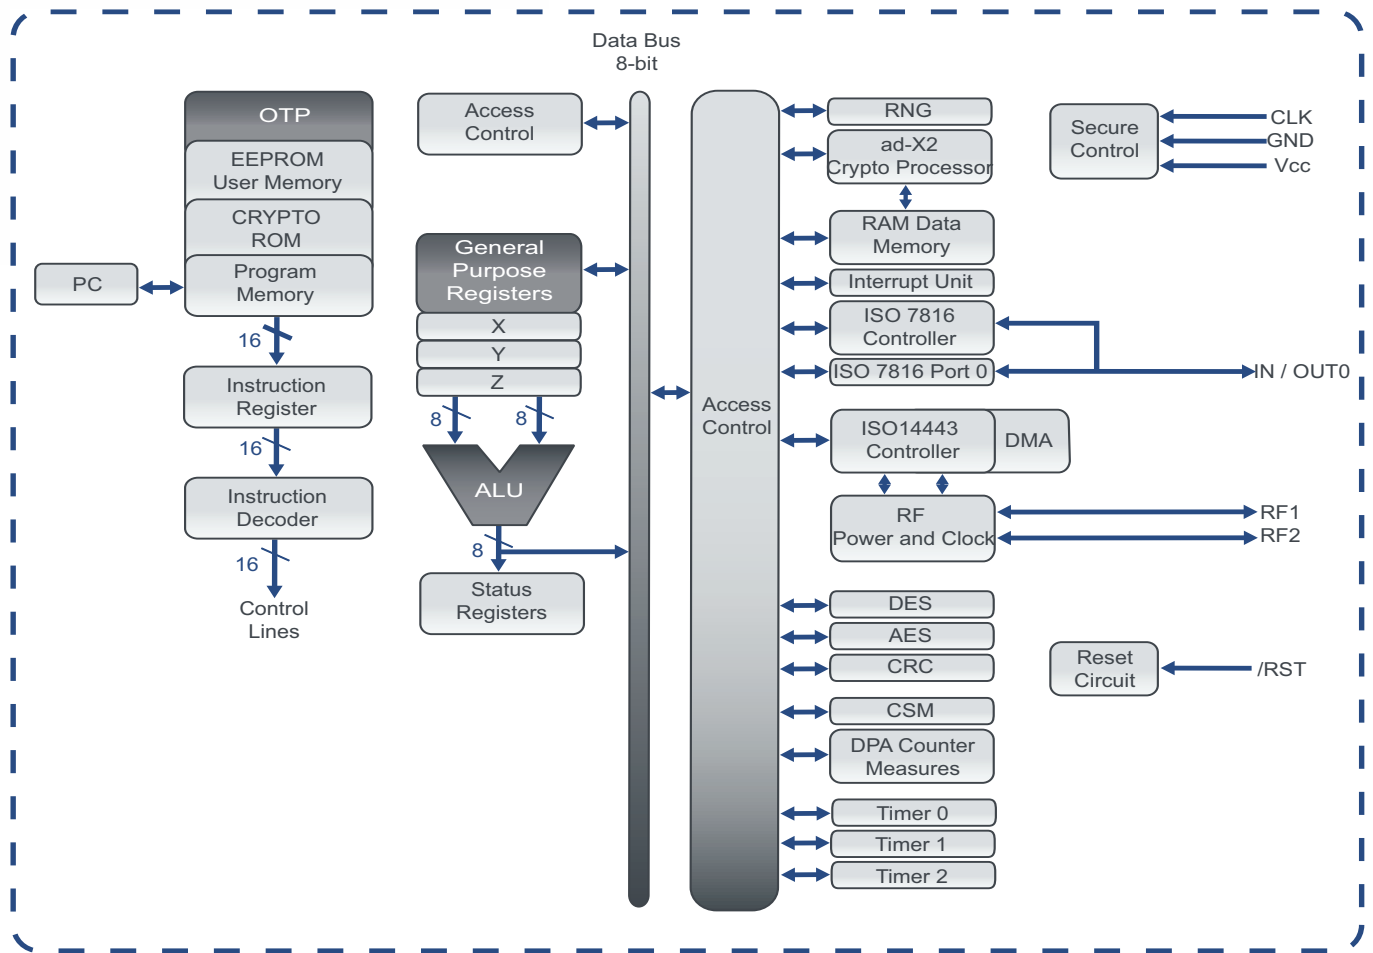 Data Bus
8-bit
OTP
EEPROM
User Memory
CRYPTO
ROM
Program
Memory
PC
16
Instruction
Register
16
Instruction
Decoder
16
Control
Lines
Access
Control
General
Purpose
Registers
X
Y
Z
8
8
ALU
8
Status
Registers
Access
Control
RNG
ad-X2
Crypto Processor
RAM Data
Memory
Interrupt Unit
ISO 7816
Controller
ISO 7816 Port 0
ISO14443
Controller
DMA
RF
Power and Clock
DES
AES
CRC
CSM
DPA Counter
Measures
Timer 0
Timer 1
Timer 2
Secure
Control
CLK
GND
Vcc
IN / OUT0
RF1
RF2
Reset
Circuit
/RST